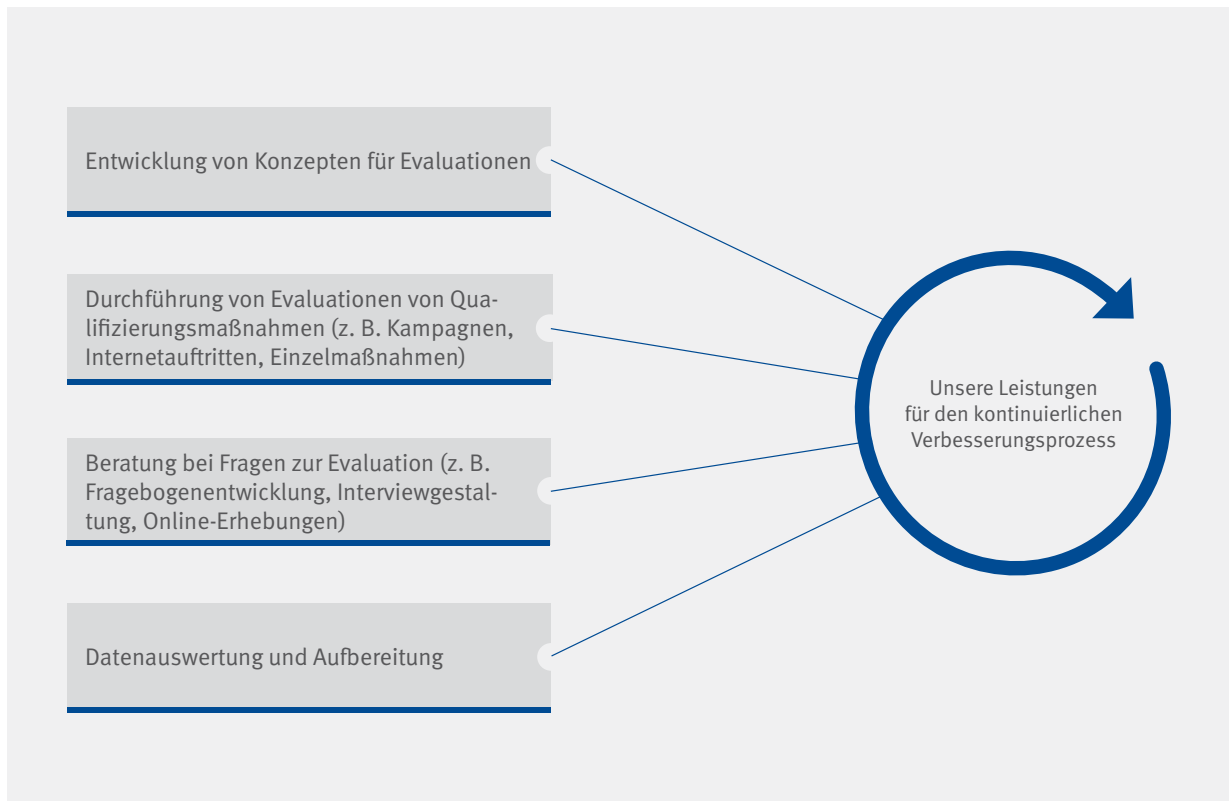 Entwicklung von Konzepten für Evaluationen
Durchführung von Evaluationen von Qua-
lifizierungsmaßnahmen (z. B. Kampagnen,
Internetauftritten, Einzelmaßnahmen)
Beratung bei Fragen zur Evaluation (z. B.
Fragebogenentwicklung, Interviewgestal-
tung, Online-Erhebungen)
Datenauswertung und Aufbereitung
Unsere Leistungen
für den kontinuierlichen
Verbesserungsprozess